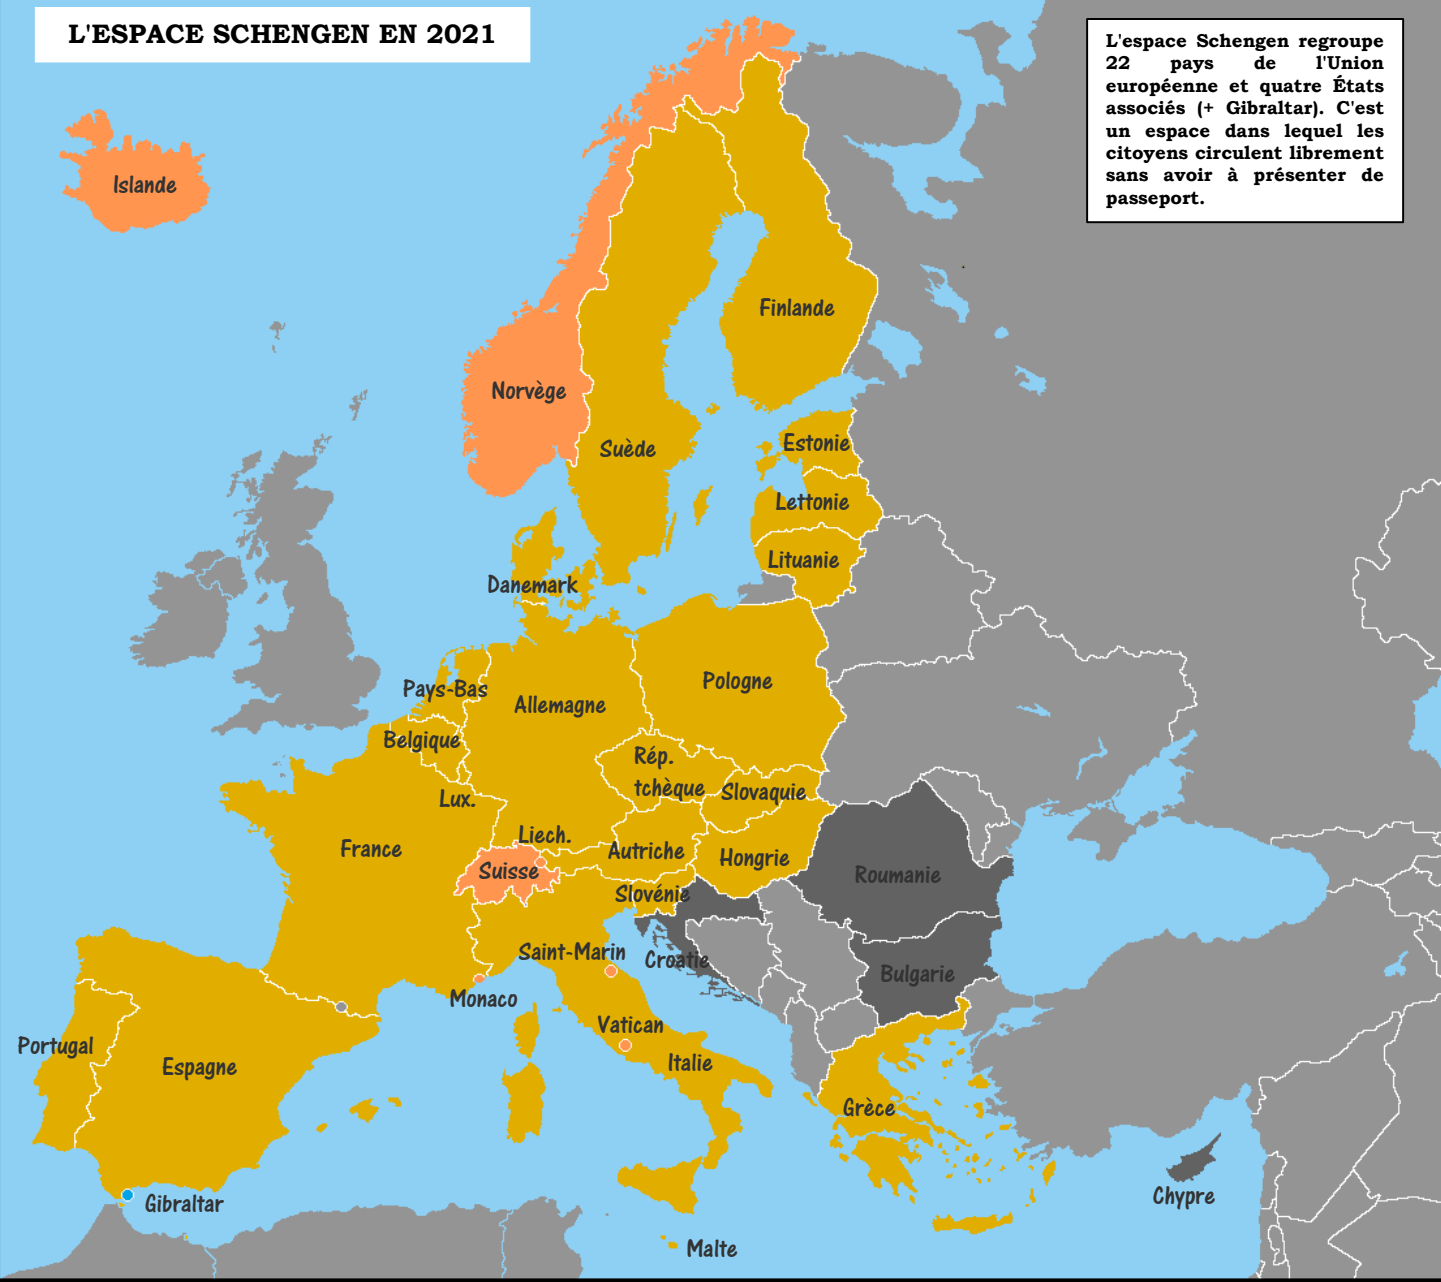 L'ESPACE SCHENGEN EN 2021
L'espace Schengen regroupe
22 pays de l'Union
européenne et quatre États
associés (+ Gibraltar). C'est
un espace dans lequel les
citoyens circulent librement
sans avoir à présenter de
passeport.
Islande
Finlande
Norvège
Suède
Estonie
Lettonie
Lituanie
Danemark
Pologne
Pays-Bas
Allemagne
Belgique
Rép.
tchèque
Slovaquie
Lux.
Liech.
France
Autriche
Hongrie
Suisse
Roumanie
Slovénie
Saint-Marin
Croatie
Bulgarie
Monaco
Vatican
Portugal
Espagne
Italie
Grèce
Gibraltar
Chypre
Malte